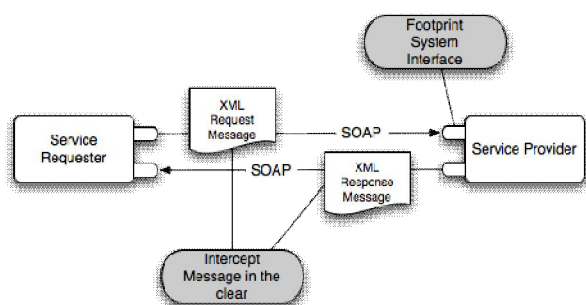 Footprint
System
Interface
XML
Request
Message
Service
Requester
SOAP
Service Provider
SOAP
XML
Response
Message
Intercept
Message in the
clear